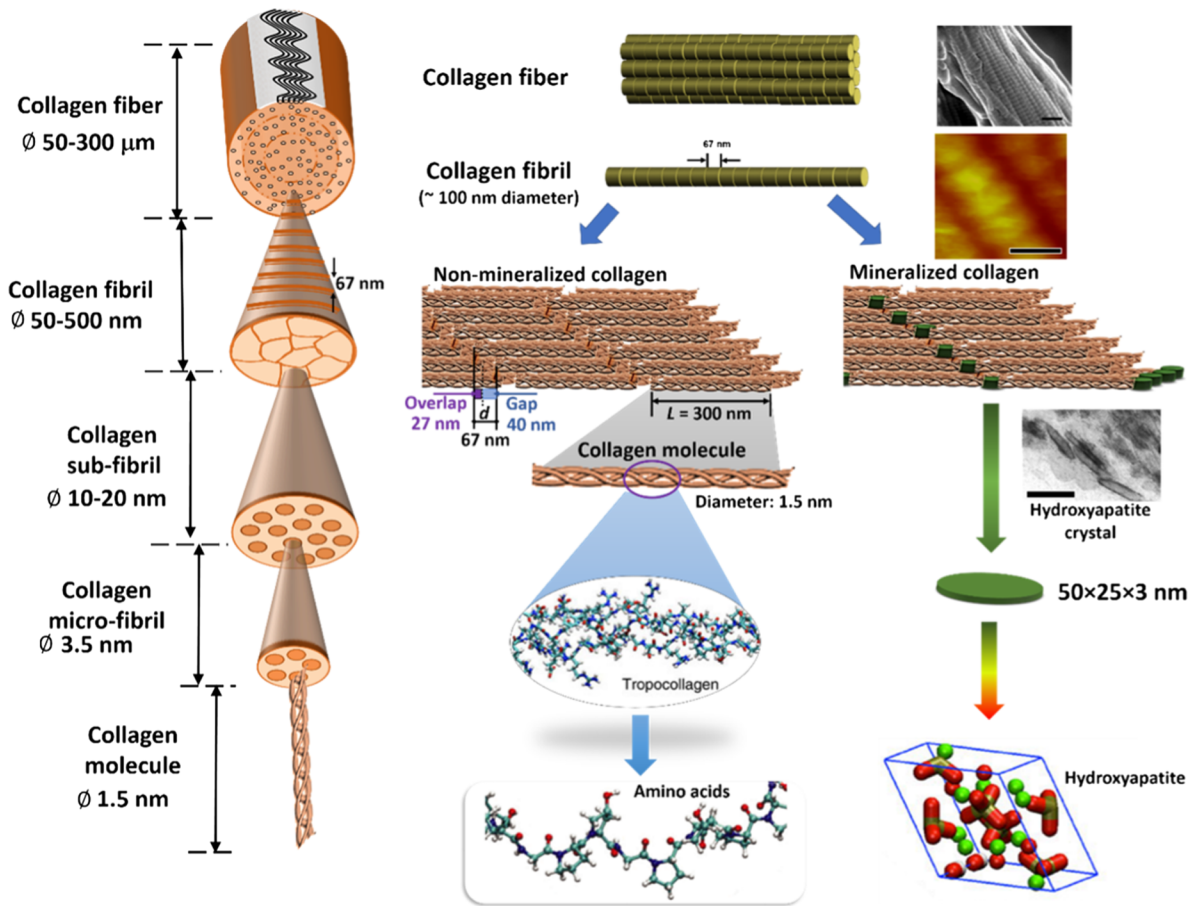 Collagen fiber
Ø 50-300 µm
Collagen fibril
Ø 50-500 nm
67 nm
Collagen
sub-fibril
Ø 10-20 nm
Collagen
micro-fibril
Ø 3.5 nm
Collagen
molecule
Ø 1.5 nm
Collagen fiber
67 nm
Collagen fibril
(~ 100 nm diameter)
Non-mineralized collagen
Mineralized collagen
Overlap
27 nm
d
Gap
40 nm
67 nm
L = 300 nm
Collagen molecule
Diameter: 1.5 nm
Tropocollagen
Amino acids
Hydroxyapatite
crystal
50×25×3 nm
Hydroxyapatite